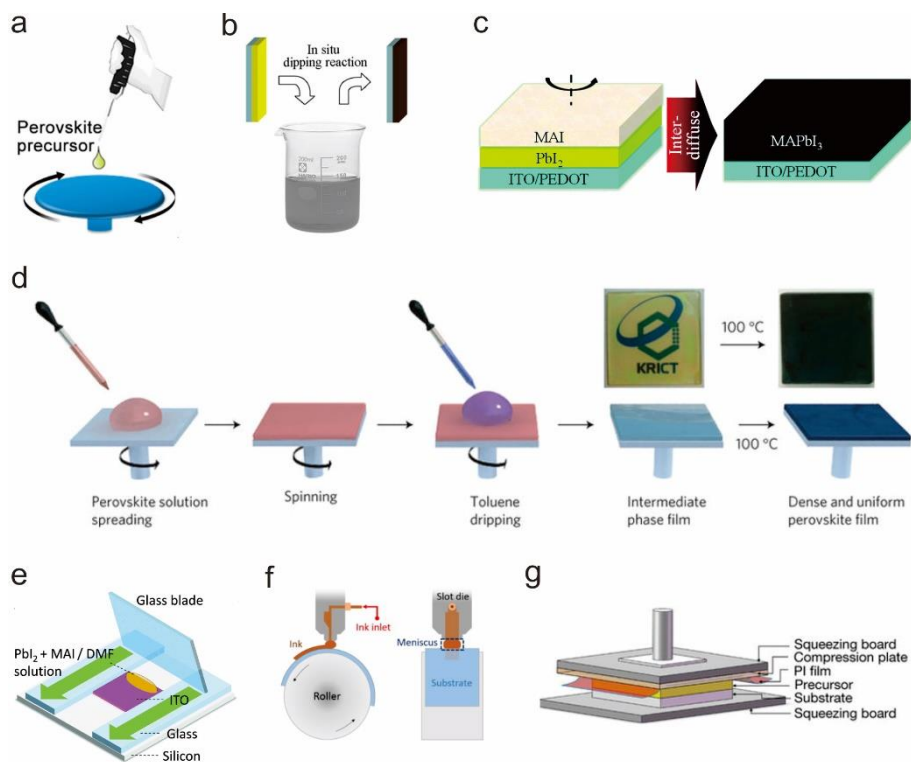 a
Perovskite
precursor
b
In situ
dipping reaction
c
MAI
PbI₂
ITO/PEDOT
Inter-
diffuse
MAPbI₃
ITO/PEDOT
d
KRICT
100 °C
100 °C
Perovskite solution
spreading
Spinning
Toluene
dripping
Intermediate
phase film
Dense and uniform
perovskite film
e
Glass blade
PbI₂ + MAI / DMF
solution
ITO
Glass
Silicon
f
Slot die
Ink inlet
Ink
Meniscus
Roller
Substrate
g
Squeezing board
Compression plate
PI film
Precursor
Substrate
Squeezing board